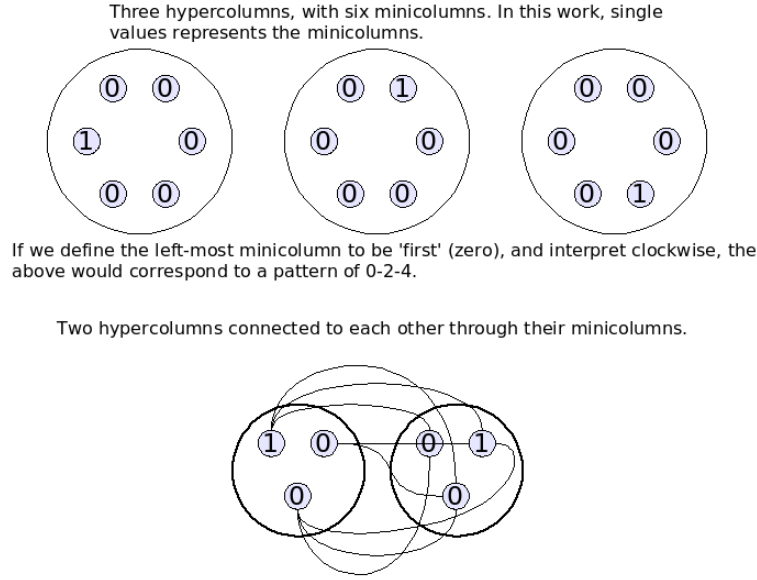 Three hypercolumns, with six minicolumns. In this work, single
values represents the minicolumns.
0 0 0 1 0 0
1 0 0 0 0 0
0 0 0 0 0 1
If we define the left-most minicolumn to be 'first' (zero), and interpret clockwise, the
above would correspond to a pattern of 0-2-4.
Two hypercolumns connected to each other through their minicolumns.
1 0 0 1
0 0